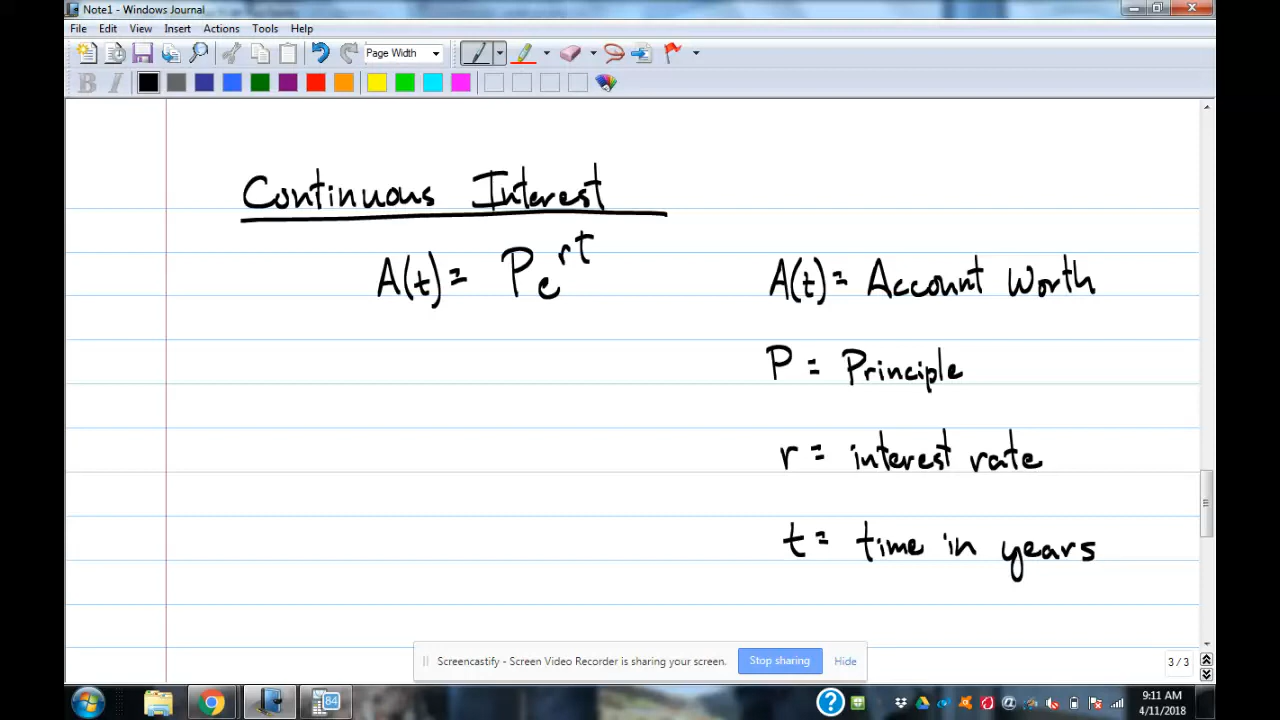 Note1 - Windows Journal
File Edit View Insert Actions Tools Help
Page Width
B I
Continuous Interest
A(t) = Pe^rt
A(t) = Account Worth
P = Principle
r = interest rate
t = time in years
Screencastify - Screen Video Recorder is sharing your screen. Stop sharing Hide
3 / 3
84
9:11 AM
4/11/2018